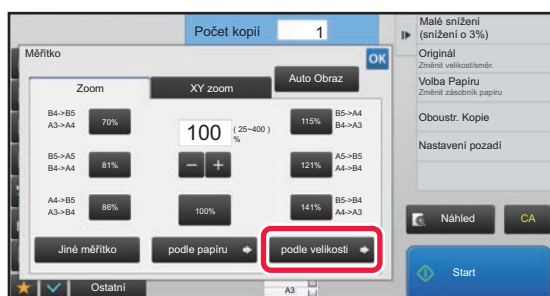 Počet kopií 1
Měřítko
OK
Zoom
XY zoom
Auto Obraz
B4->B5
A3->A4
70%
100 (25~400)
%
115%
B5->A4
B4->A3
B5->A5
B4->A4
81%
– +
121%
A5->B5
A4->B4
A4->B5
A3->B4
86%
100%
141%
B5->B4
A4->A3
Jiné měřítko
podle papíru
podle velikosti
Ostatní
A3
Malé snížení
(snížení o 3%)
Originál
Změnit velikost/směr.
Volba Papíru
Změnit zásobník papíru
Oboustr. Kopie
Nastavení pozadí
Náhled
CA
Start